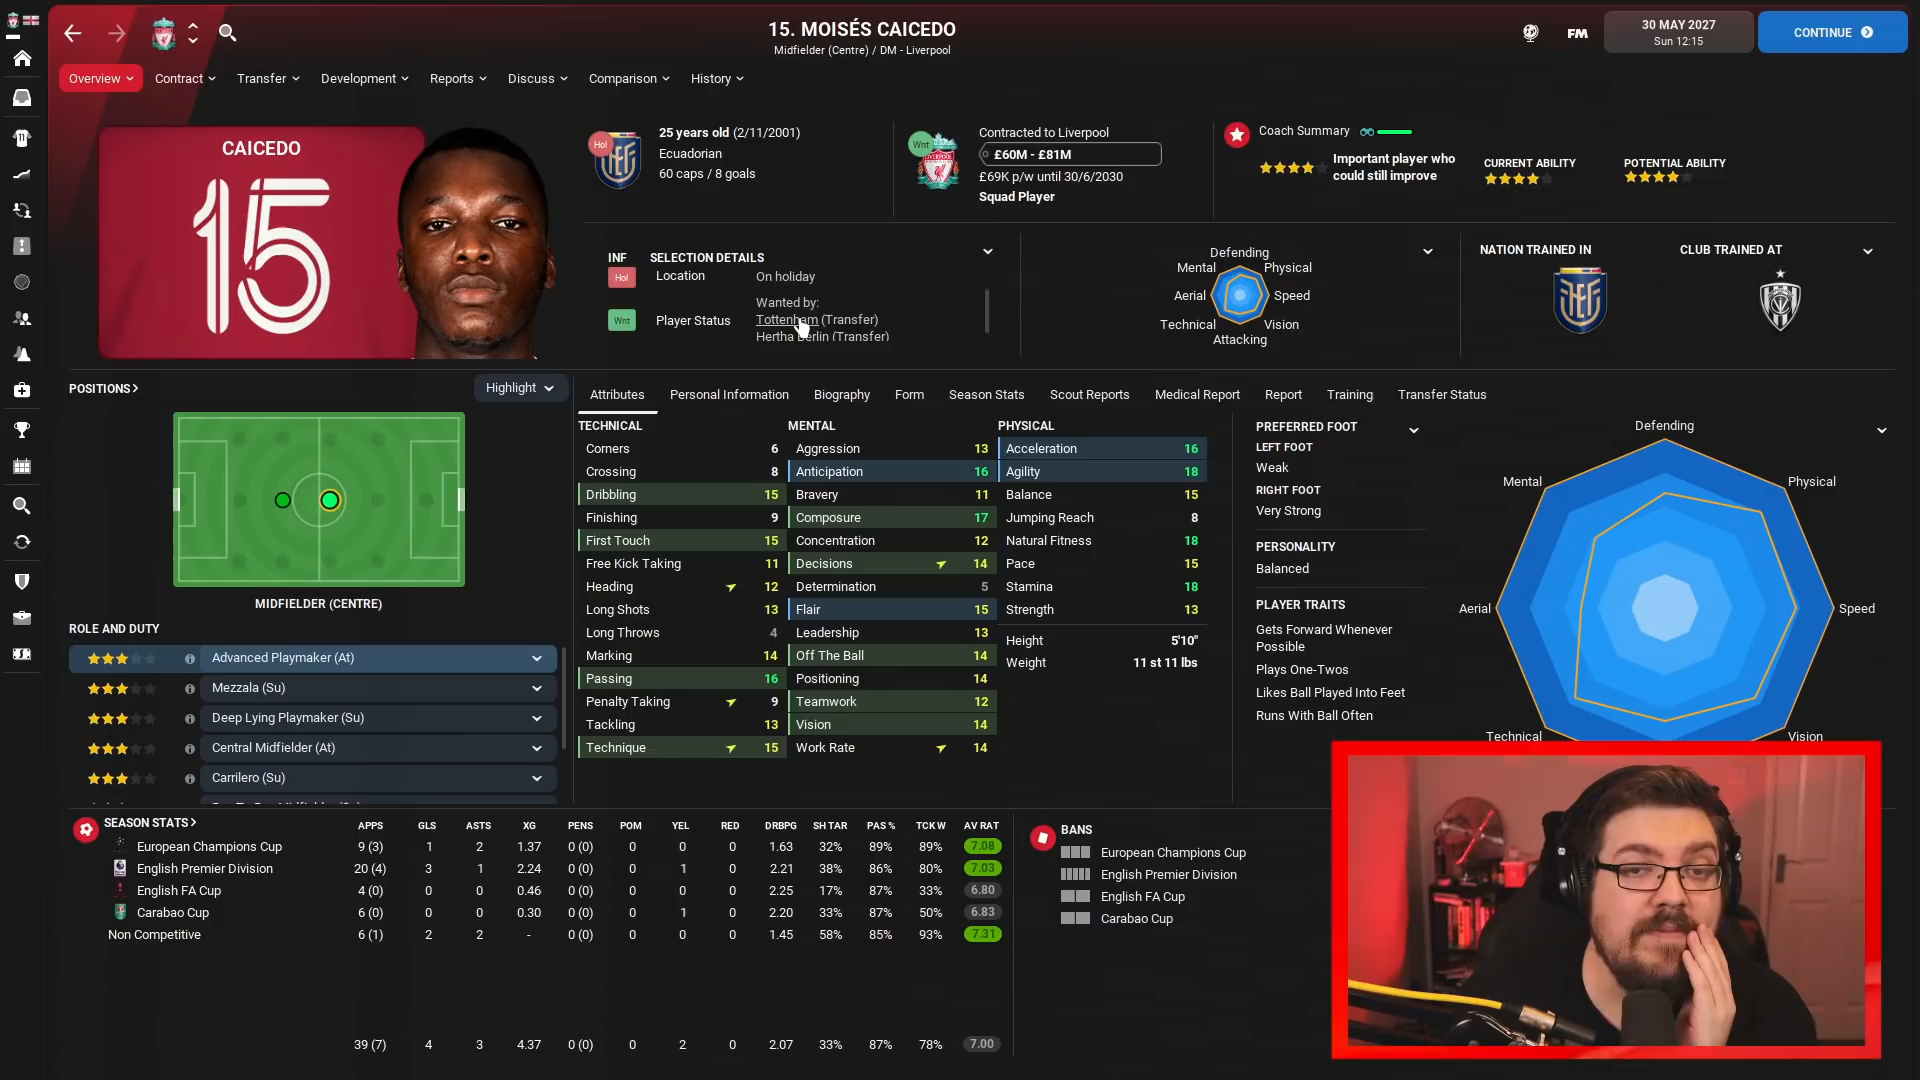 15. MOISÉS CAICEDO
Midfielder (Centre) / DM - Liverpool
FM
30 MAY 2027
Sun 12:15
CONTINUE
Overview
Contract
Transfer
Development
Reports
Discuss
Comparison
History
CAICEDO
15
Hol
25 years old (2/11/2001)
Ecuadorian
60 caps / 8 goals
Wnt
Contracted to Liverpool
£60M - £81M
£69K p/w until 30/6/2030
Squad Player
Coach Summary
Important player who
could still improve
CURRENT ABILITY
POTENTIAL ABILITY
INF
SELECTION DETAILS
Hol
Location
On holiday
Wnt
Player Status
Wanted by:
Tottenham (Transfer)
Hertha Berlin (Transfer)
Defending
Mental
Physical
Aerial
Speed
Technical
Vision
Attacking
NATION TRAINED IN
CLUB TRAINED AT
POSITIONS
Highlight
MIDFIELDER (CENTRE)
ROLE AND DUTY
Advanced Playmaker (At)
Mezzala (Su)
Deep Lying Playmaker (Su)
Central Midfielder (At)
Carrilero (Su)
Attributes
Personal Information
Biography
Form
Season Stats
Scout Reports
Medical Report
Report
Training
Transfer Status
TECHNICAL
Corners 6
Crossing 8
Dribbling 15
Finishing 9
First Touch 15
Free Kick Taking 11
Heading 12
Long Shots 13
Long Throws 4
Marking 14
Passing 16
Penalty Taking 9
Tackling 13
Technique 15
MENTAL
Aggression 13
Anticipation 16
Bravery 11
Composure 17
Concentration 12
Decisions 14
Determination 5
Flair 15
Leadership 13
Off The Ball 14
Positioning 14
Teamwork 12
Vision 14
Work Rate 14
PHYSICAL
Acceleration 16
Agility 18
Balance 15
Jumping Reach 8
Natural Fitness 18
Pace 15
Stamina 18
Strength 13
Height 5'10"
Weight 11 st 11 lbs
PREFERRED FOOT
LEFT FOOT
Weak
RIGHT FOOT
Very Strong
PERSONALITY
Balanced
PLAYER TRAITS
Gets Forward Whenever
Possible
Plays One-Twos
Likes Ball Played Into Feet
Runs With Ball Often
Defending
Mental
Physical
Aerial
Speed
Technical
Vision
SEASON STATS APPS GLS ASTS XG PENS POM YEL RED DRBPG SH TAR PAS % TCK W AV RAT
European Champions Cup 9 (3) 1 2 1.37 0 (0) 0 0 0 1.63 32% 89% 89% 7.08
English Premier Division 20 (4) 3 1 2.24 0 (0) 0 1 0 2.21 38% 86% 80% 7.03
English FA Cup 4 (0) 0 0 0.46 0 (0) 0 0 0 2.25 17% 87% 33% 6.80
Carabao Cup 6 (0) 0 0 0.30 0 (0) 0 1 0 2.20 33% 87% 50% 6.83
Non Competitive 6 (1) 2 2 - 0 (0) 0 0 0 1.45 58% 85% 93% 7.31
39 (7) 4 3 4.37 0 (0) 0 2 0 2.07 33% 87% 78% 7.00
BANS
European Champions Cup
English Premier Division
English FA Cup
Carabao Cup